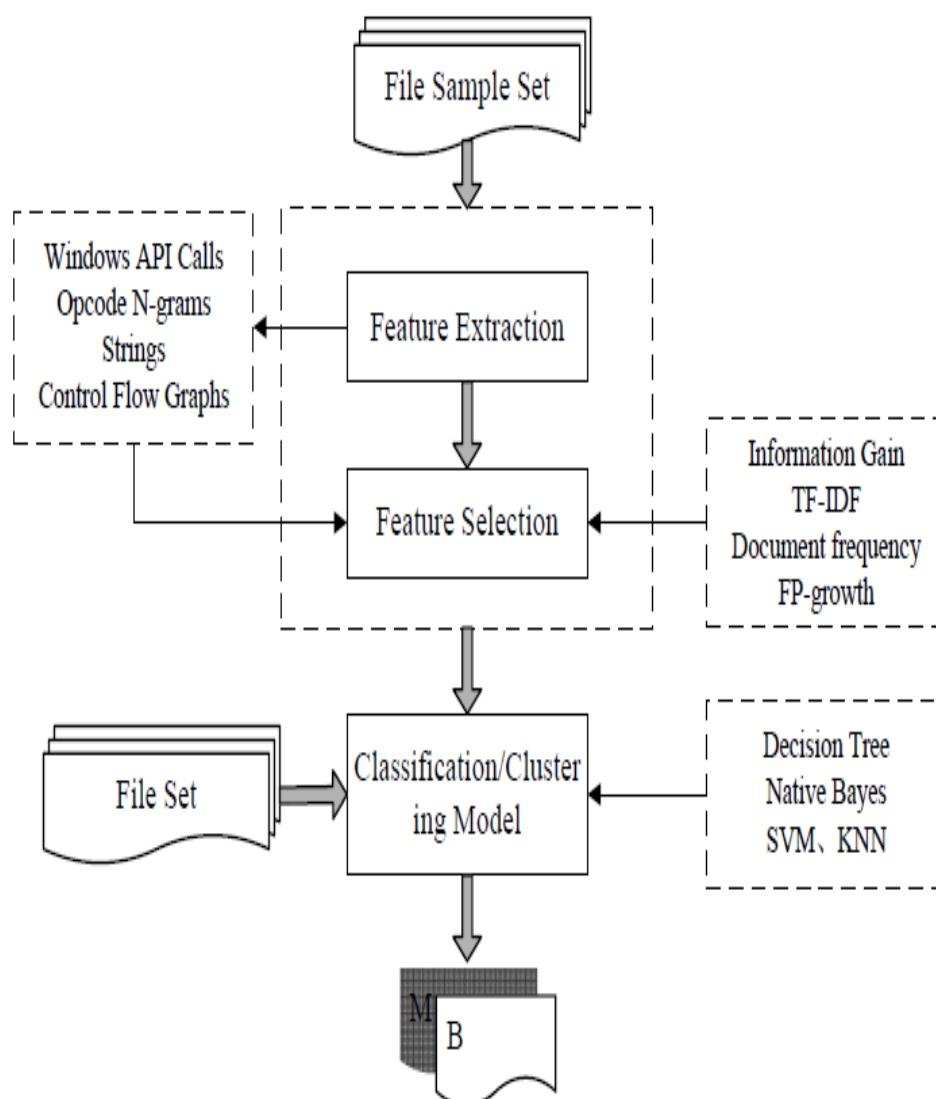 File Sample Set
Windows API Calls
Opcode N-grams
Strings
Control Flow Graphs
Feature Extraction
Feature Selection
Information Gain
TF-IDF
Document frequency
FP-growth
File Set
Classification/Cluster
ing Model
Decision Tree
Native Bayes
SVM、KNN
M
B